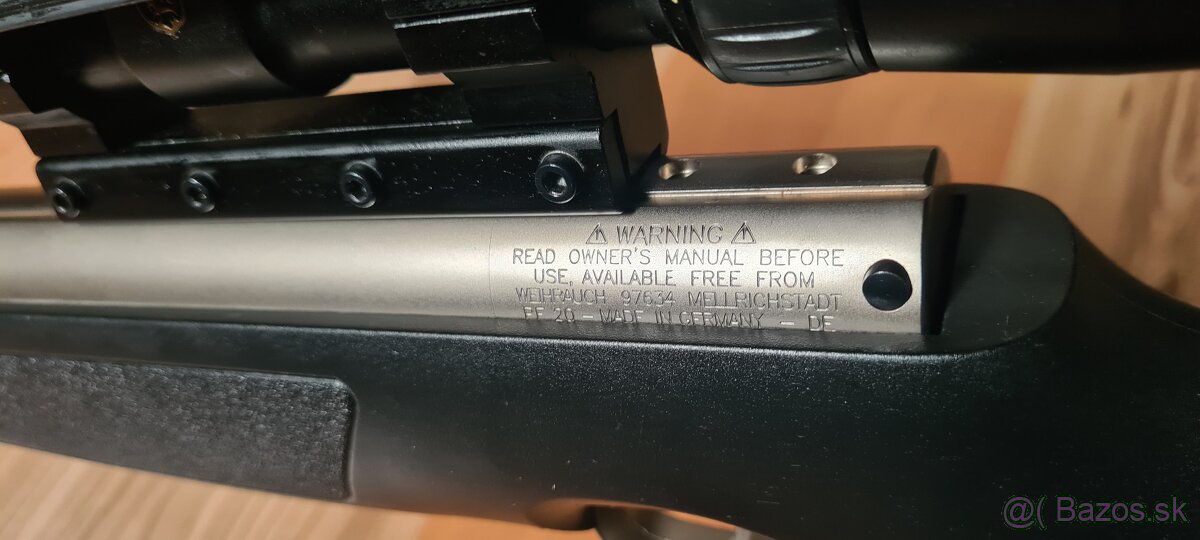 ⚠ WARNING ⚠
READ OWNER'S MANUAL BEFORE
USE, AVAILABLE FREE FROM
WEIHRAUCH 97634 MELLRICHSTADT
EF 20 - MADE IN GERMANY - DE
@( Bazos.sk